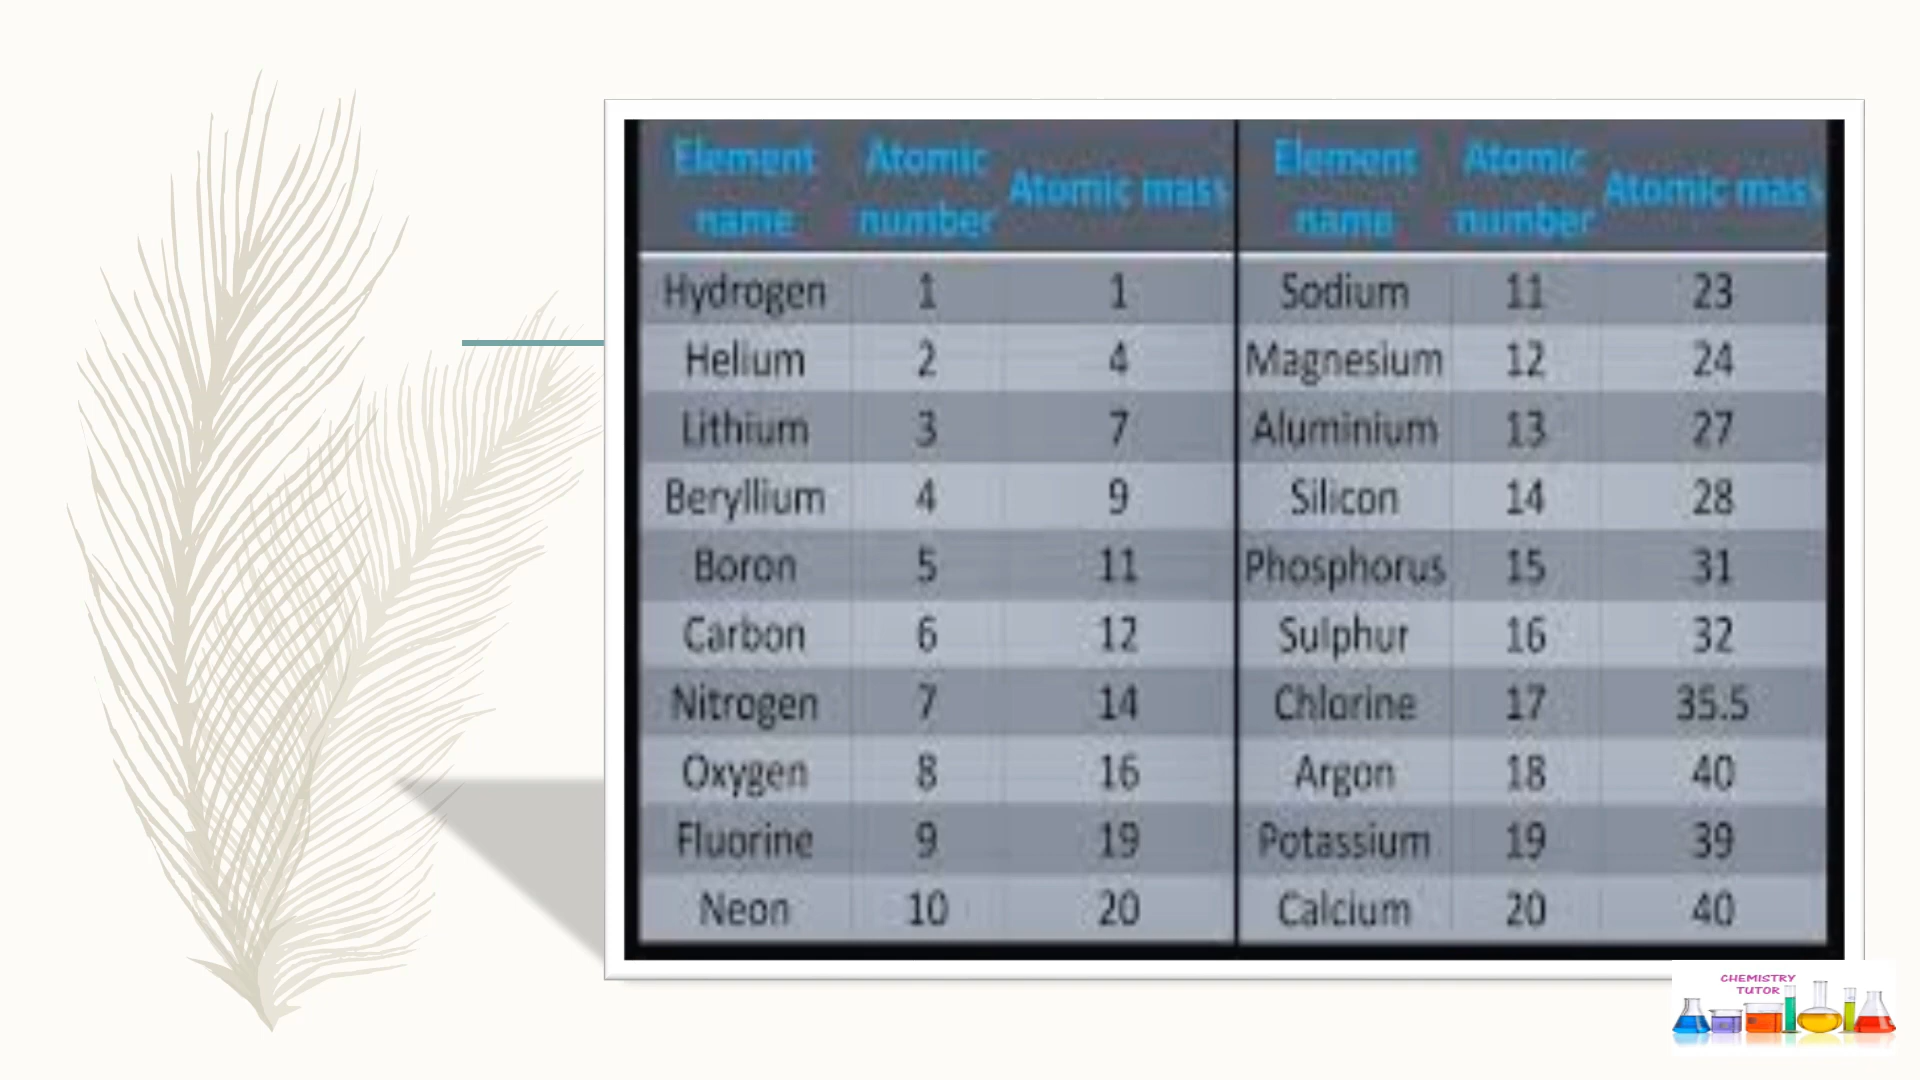 Element name Atomic number Atomic mass Element name Atomic number Atomic mass
Hydrogen 1 1 Sodium 11 23
Helium 2 4 Magnesium 12 24
Lithium 3 7 Aluminium 13 27
Beryllium 4 9 Silicon 14 28
Boron 5 11 Phosphorus 15 31
Carbon 6 12 Sulphur 16 32
Nitrogen 7 14 Chlorine 17 35.5
Oxygen 8 16 Argon 18 40
Fluorine 9 19 Potassium 19 39
Neon 10 20 Calcium 20 40
CHEMISTRY
TUTOR